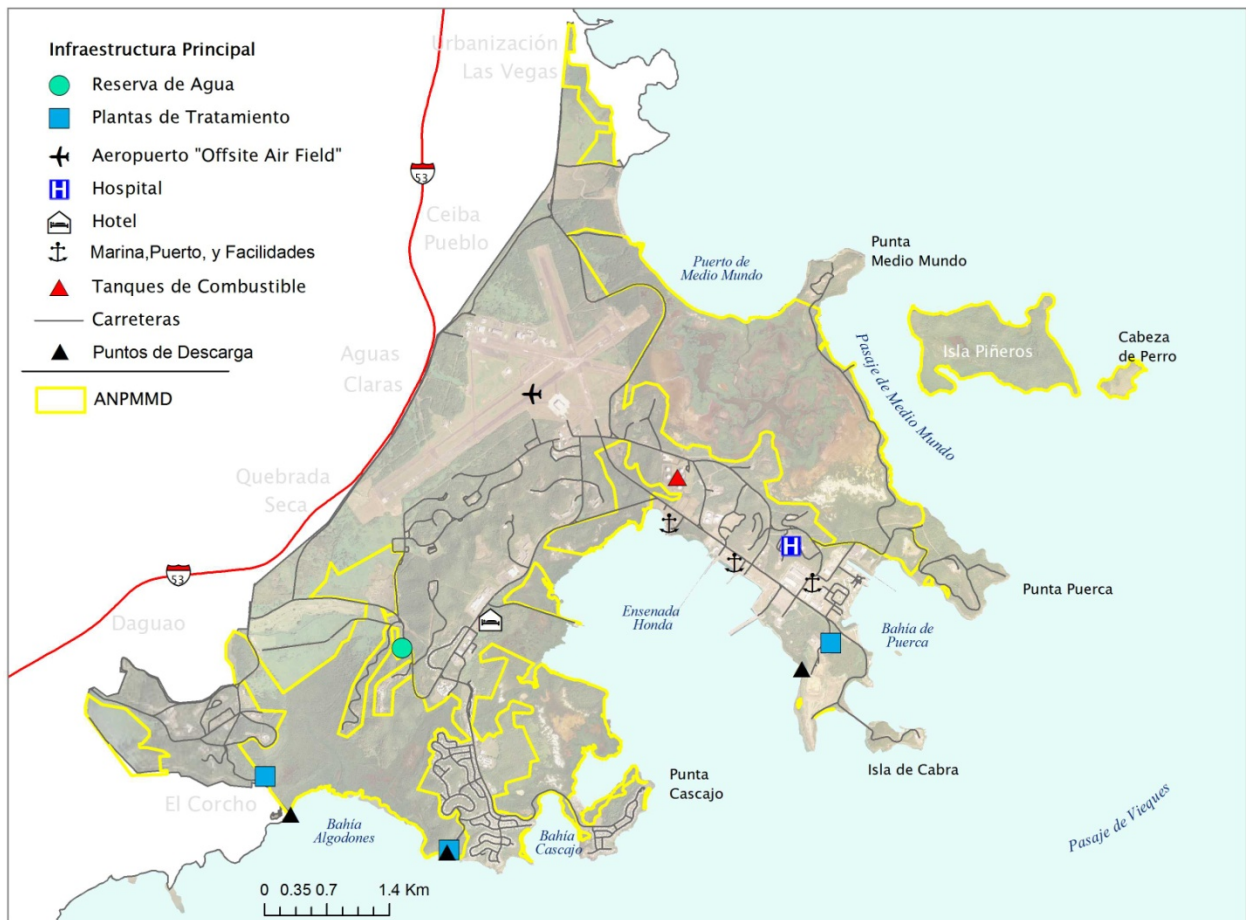 Infraestructura Principal
Reserva de Agua
Plantas de Tratamiento
Aeropuerto "Offsite Air Field"
Hospital
Hotel
Marina,Puerto, y Facilidades
Tanques de Combustible
Carreteras
Puntos de Descarga
ANPMMD
Urbanización
Las Vegas
53
Ceiba
Pueblo
Puerto de
Medio Mundo
Punta
Medio Mundo
Isla Piñeros
Cabeza
de Perro
Pasaje de Medio Mundo
Aguas
Claras
Quebrada
Seca
53
H
H
Daguao
Ensenada
Honda
Bahía de
Puerca
Punta Puerca
Isla de Cabra
Punta
Cascajo
El Corcho
Bahía
Algodones
Bahía
Cascajo
Pasaje de Vieques
0 0.35 0.7 1.4 Km